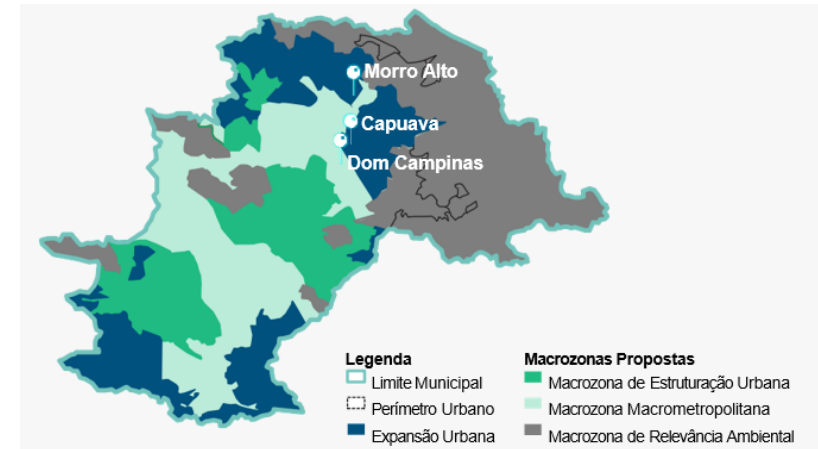 Morro Alto
Capuava
Dom Campinas
Legenda
Limite Municipal
Perímetro Urbano
Expansão Urbana
Macrozonas Propostas
Macrozona de Estruturação Urbana
Macrozona Macrometropolitana
Macrozona de Relevância Ambiental